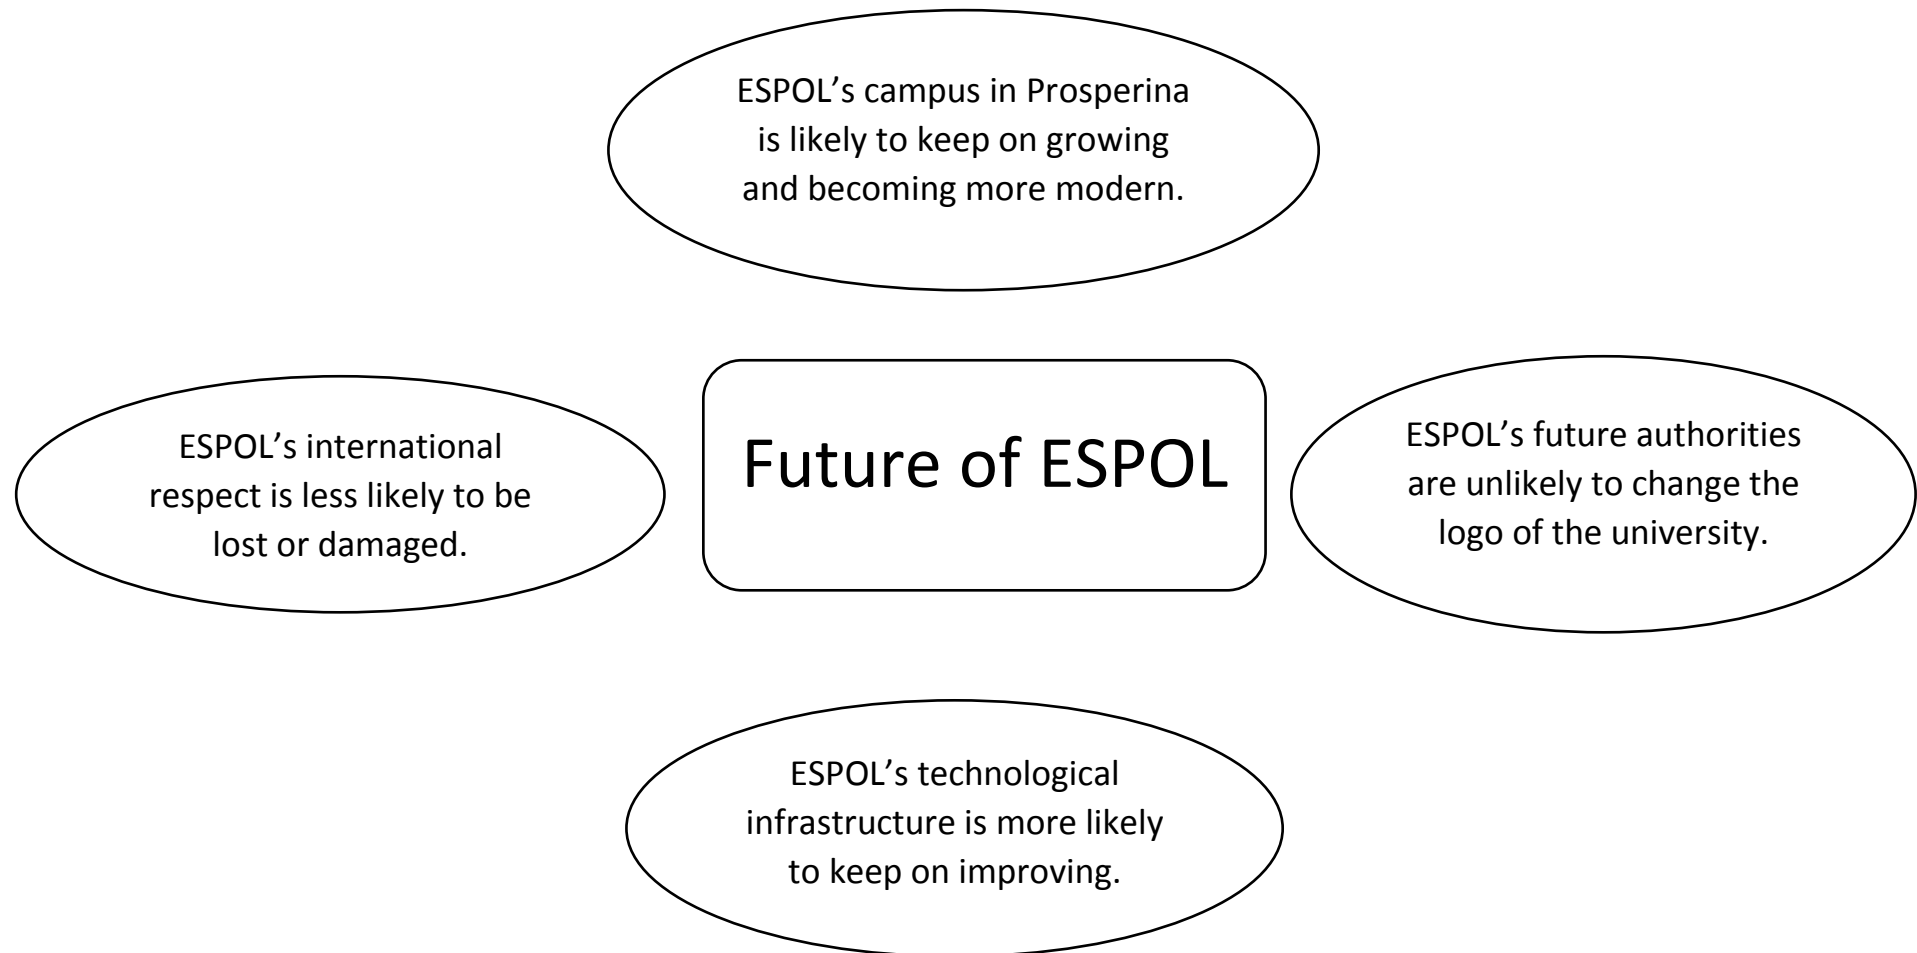 ESPOL’s campus in Prosperina
is likely to keep on growing
and becoming more modern.
ESPOL’s international
respect is less likely to be
lost or damaged.
Future of ESPOL
ESPOL’s future authorities
are unlikely to change the
logo of the university.
ESPOL’s technological
infrastructure is more likely
to keep on improving.